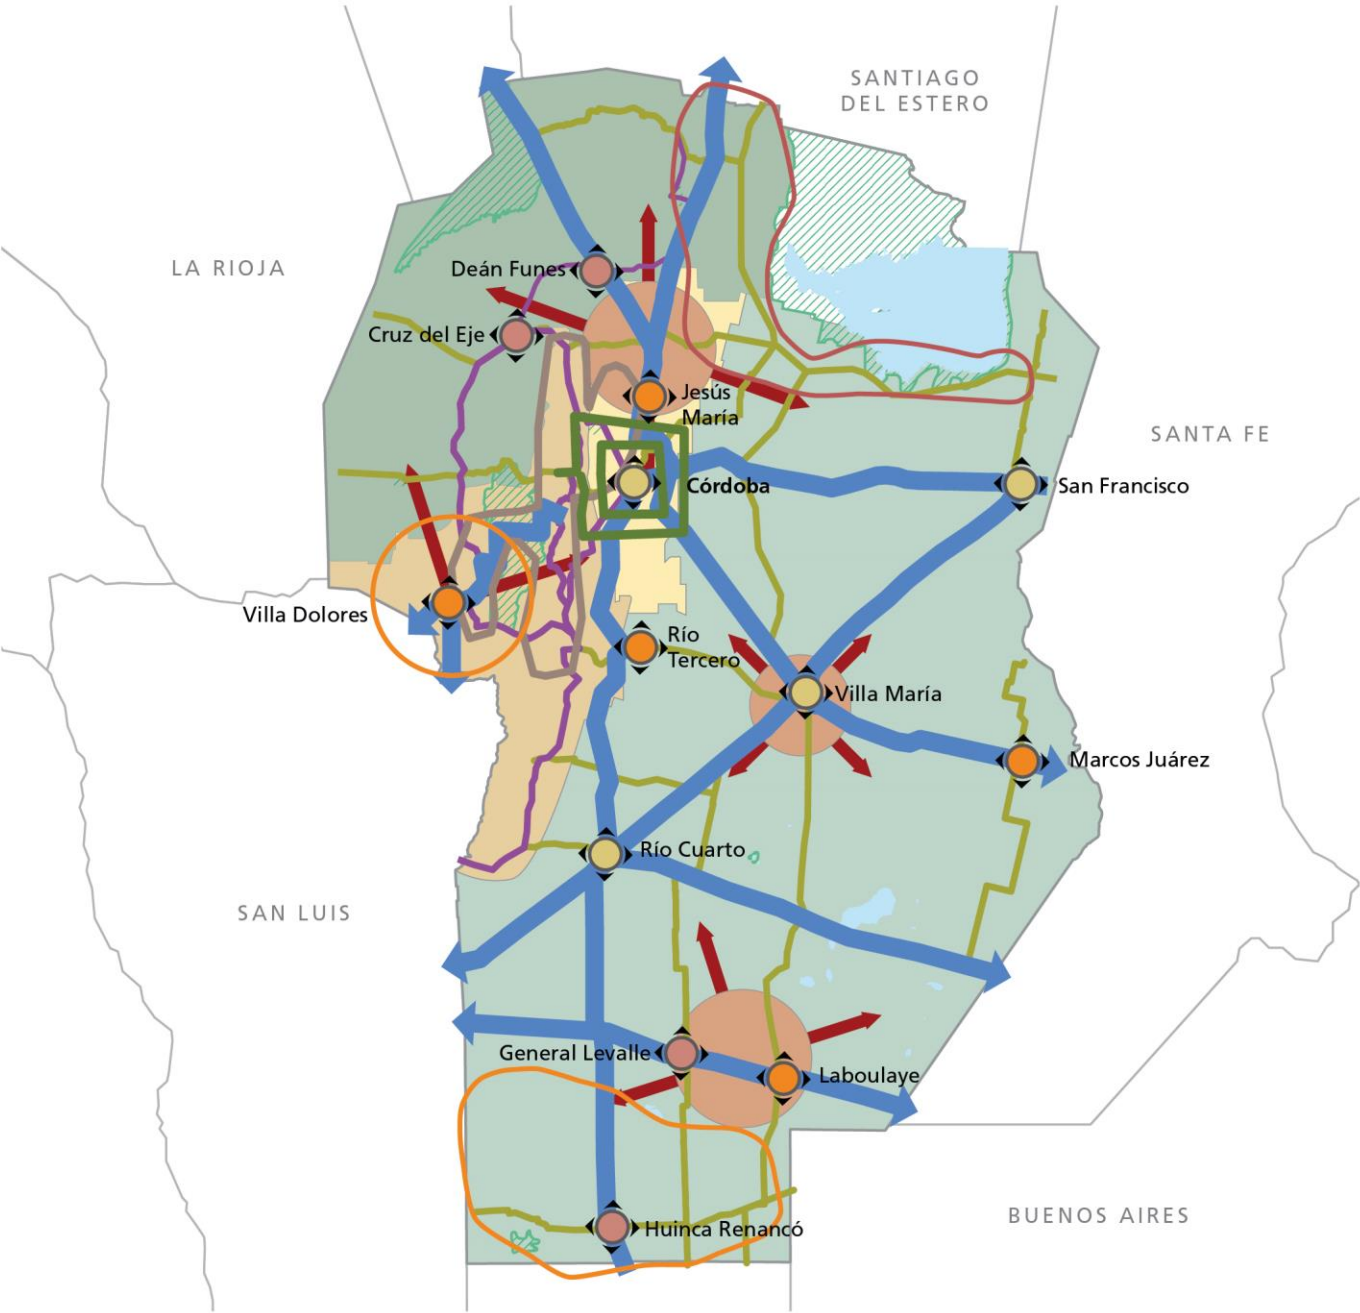 SANTIAGO
DEL ESTERO
LA RIOJA
Deán Funes
Cruz del Eje
Jesús
María
SANTA FE
Córdoba
San Francisco
Villa Dolores
Río
Tercero
Villa María
Marcos Juárez
Río Cuarto
SAN LUIS
General Levalle
Laboulaye
BUENOS AIRES
Huinca Renancó